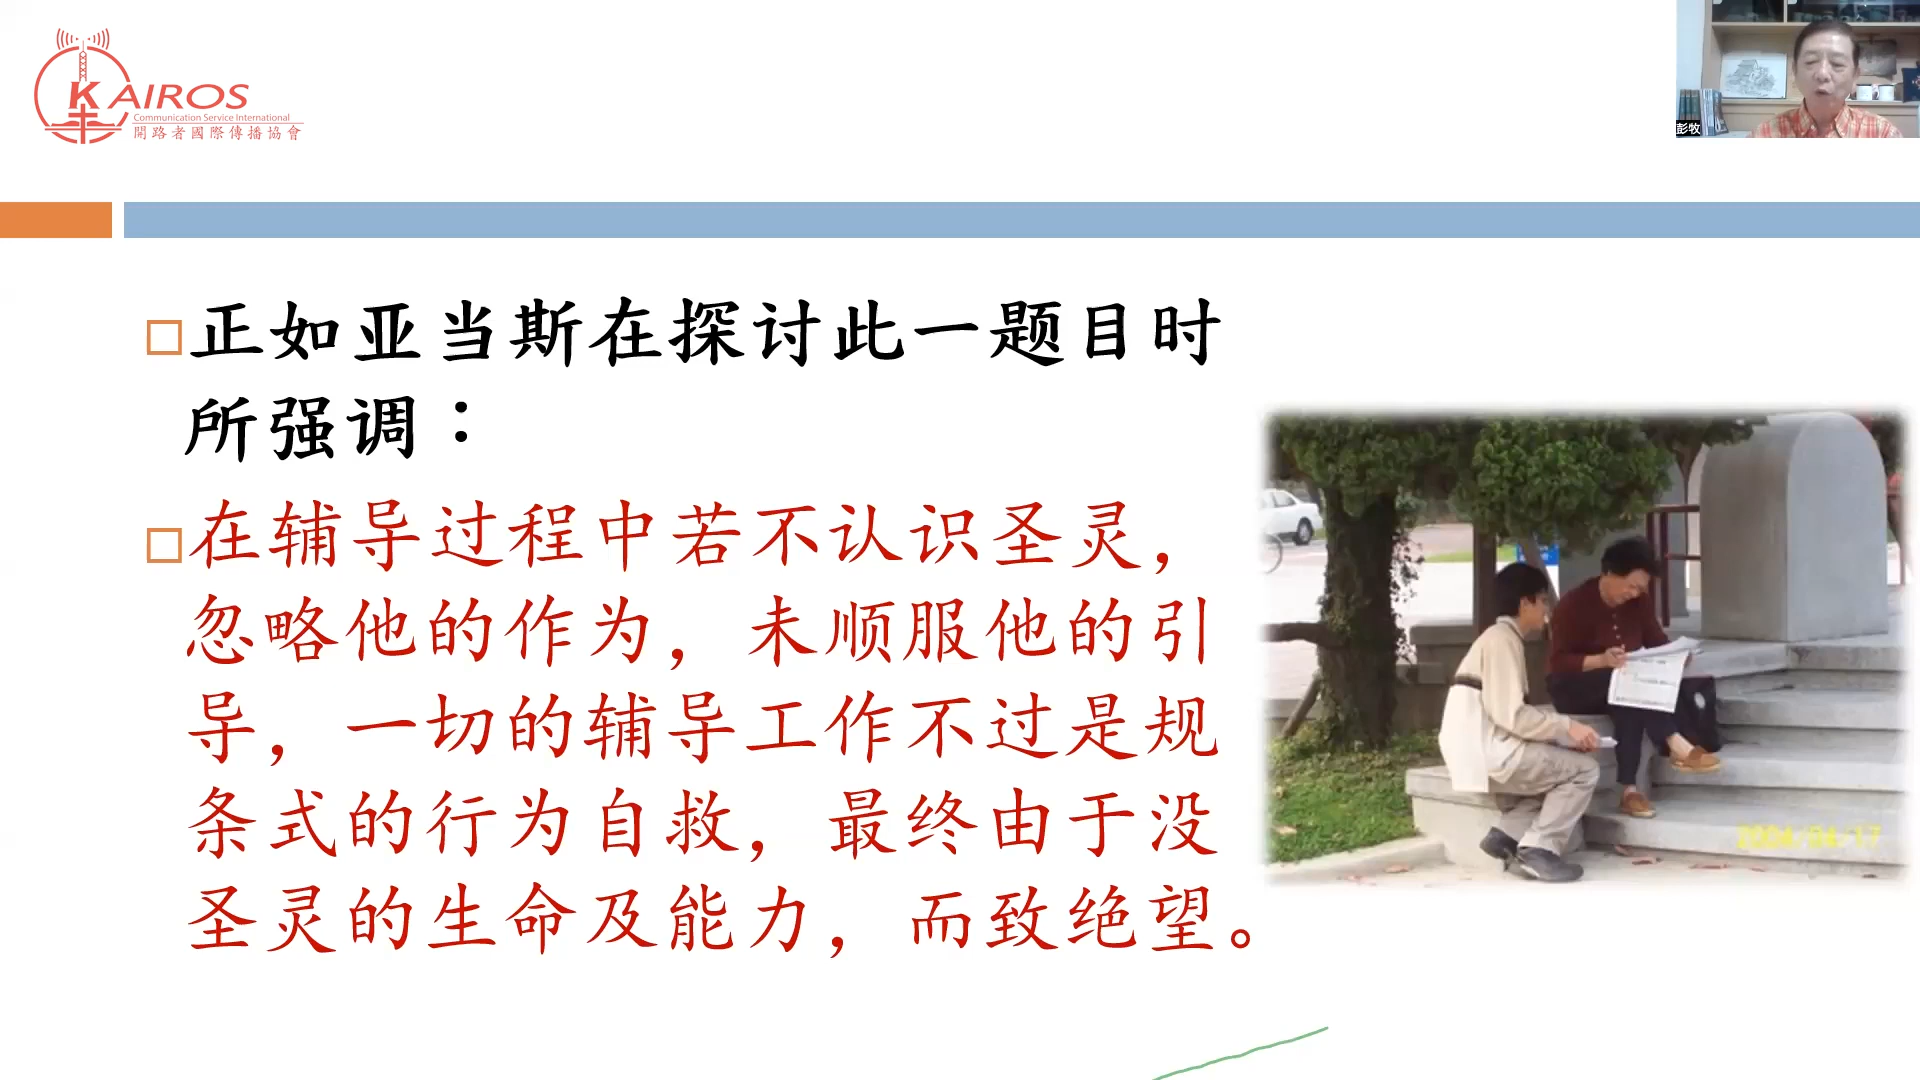 KAIROS
Communication Service International
開路者國際傳播協會
彭牧
正如亚当斯在探讨此一题目时
所强调：
在辅导过程中若不认识圣灵，
忽略他的作为，未顺服他的引
导，一切的辅导工作不过是规
条式的行为自救，最终由于没
圣灵的生命及能力，而致绝望。
2004/04/17